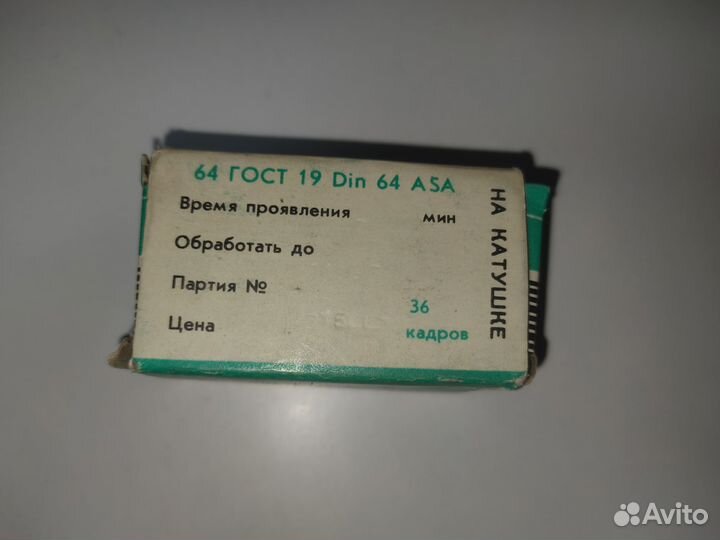 64 ГОСТ 19 Din 64 ASA
Время проявления мин
Обработать до
Партия №
36
Цена кадров
НА КАТУШКЕ
Avito